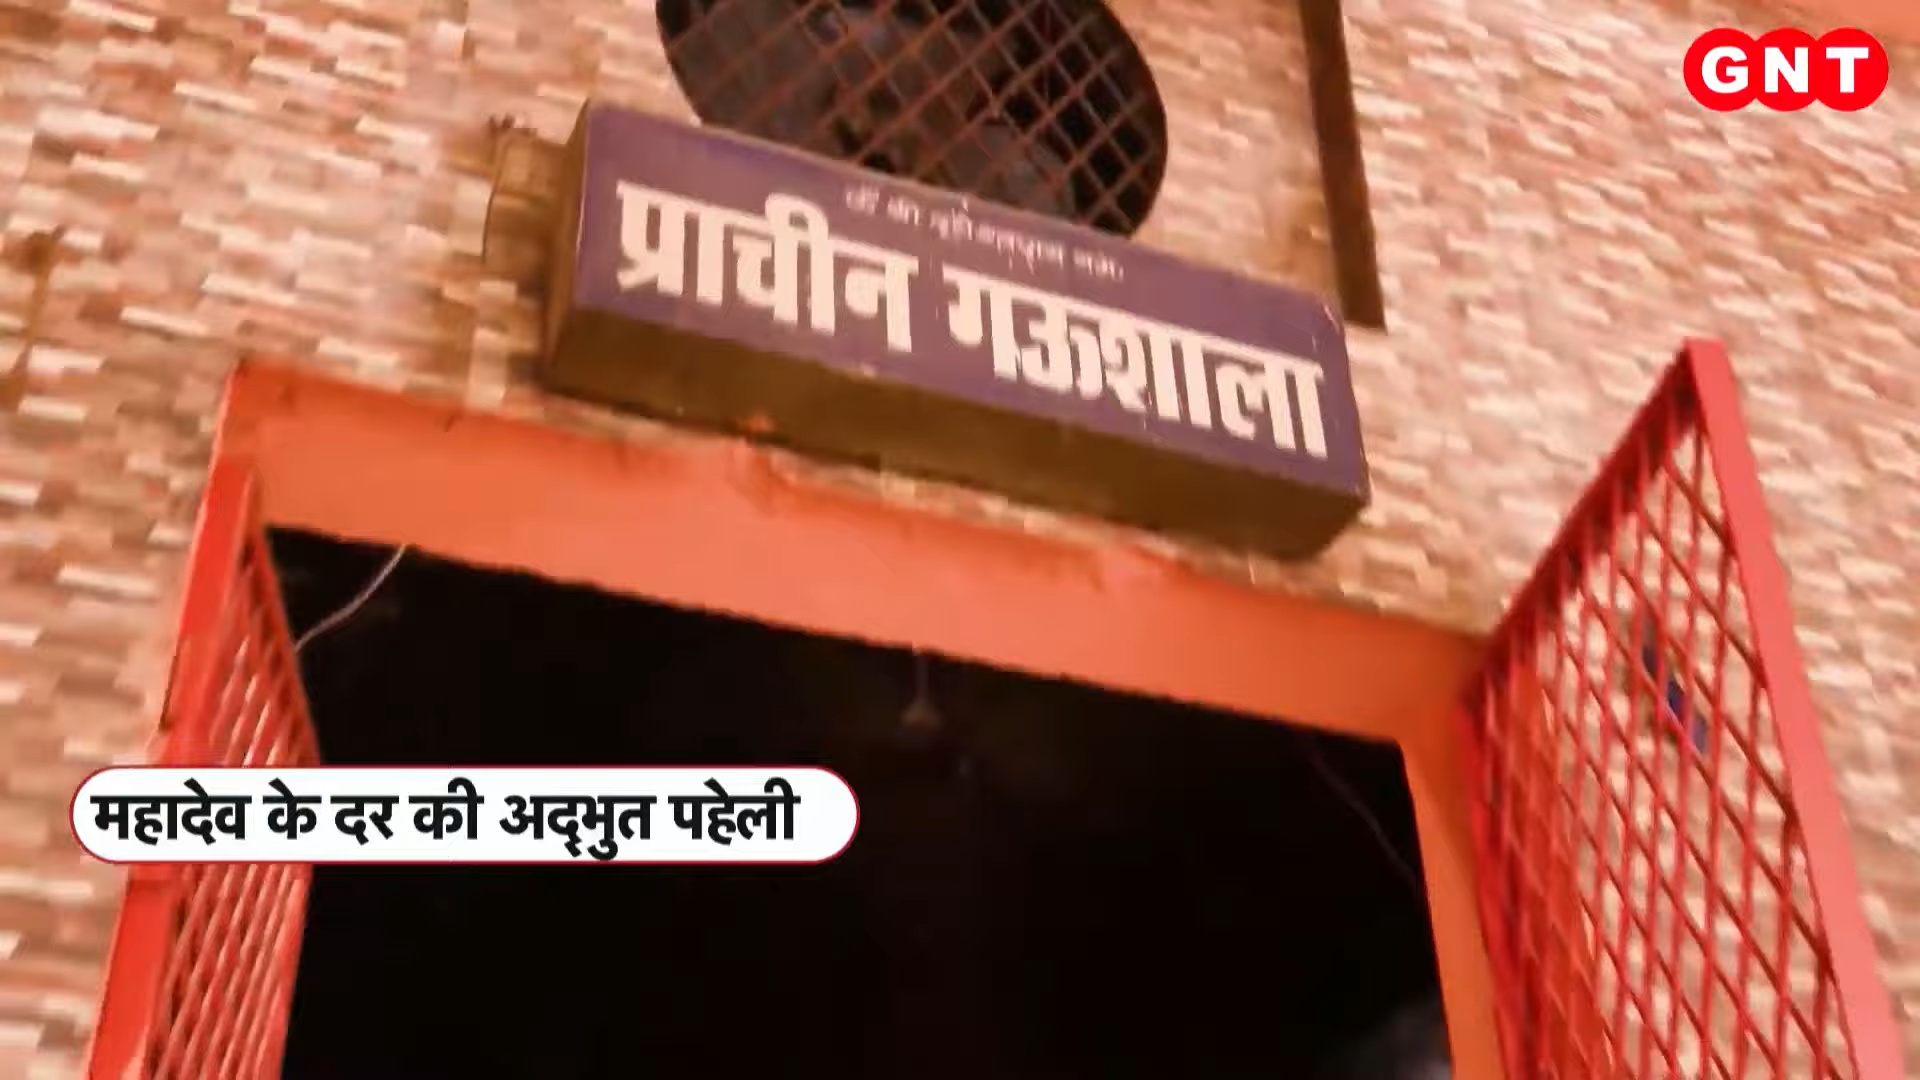 GNT
प्राचीन गऊशाला
महादेव के दर की अद्भुत पहेली